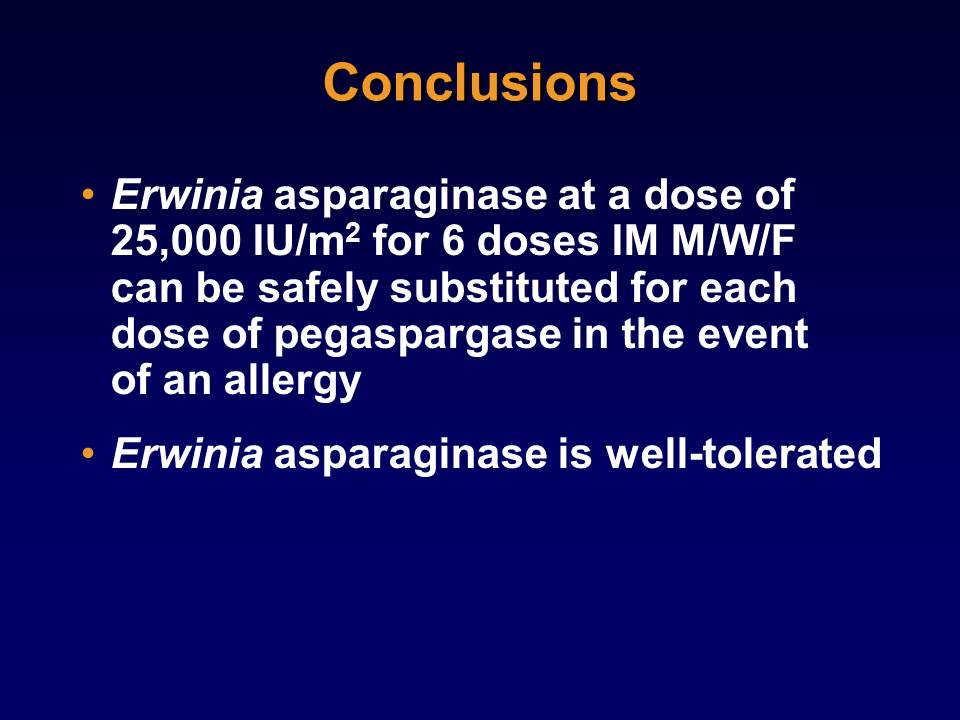 Conclusions
• Erwinia asparaginase at a dose of
25,000 IU/m² for 6 doses IM M/W/F
can be safely substituted for each
dose of pegaspargase in the event
of an allergy
• Erwinia asparaginase is well-tolerated